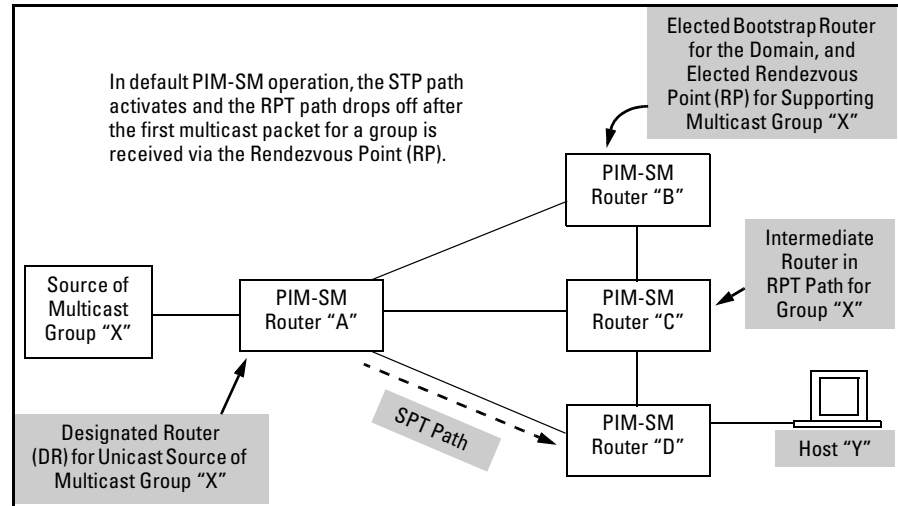 In default PIM-SM operation, the STP path
activates and the RPT path drops off after
the first multicast packet for a group is
received via the Rendezvous Point (RP).
Elected Bootstrap Router
for the Domain, and
Elected Rendezvous
Point (RP) for Supporting
Multicast Group “X”
PIM-SM
Router “B”
Intermediate
Router in
RPT Path for
Group “X”
Source of
Multicast
Group “X”
PIM-SM
Router “A”
PIM-SM
Router “C”
SPT Path
Designated Router
(DR) for Unicast Source of
Multicast Group “X”
PIM-SM
Router “D”
Host “Y”